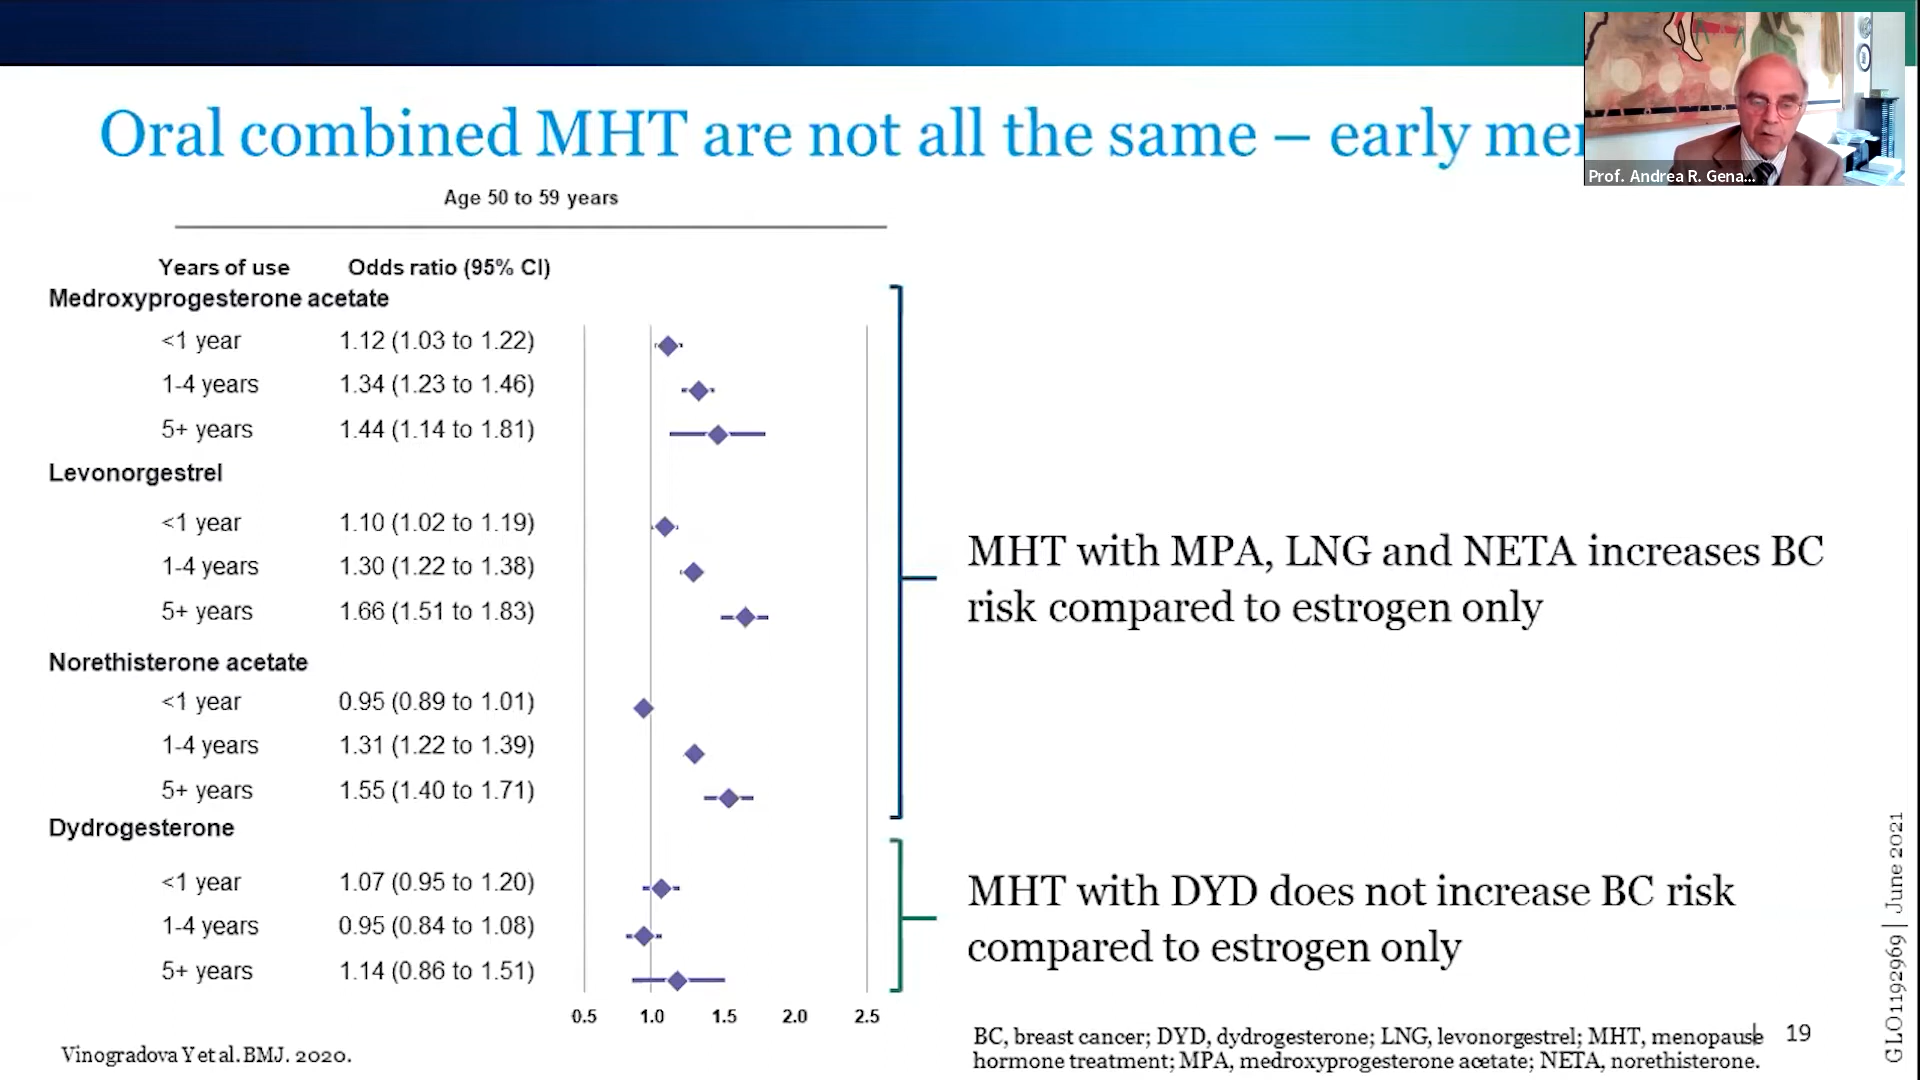 Oral combined MHT are not all the same – early
Prof. Andrea R. Gena...
Age 50 to 59 years
Years of use Odds ratio (95% CI)
Medroxyprogesterone acetate
<1 year 1.12 (1.03 to 1.22)
1-4 years 1.34 (1.23 to 1.46)
5+ years 1.44 (1.14 to 1.81)
Levonorgestrel
<1 year 1.10 (1.02 to 1.19)
1-4 years 1.30 (1.22 to 1.38)
5+ years 1.66 (1.51 to 1.83)
Norethisterone acetate
<1 year 0.95 (0.89 to 1.01)
1-4 years 1.31 (1.22 to 1.39)
5+ years 1.55 (1.40 to 1.71)
Dydrogesterone
<1 year 1.07 (0.95 to 1.20)
1-4 years 0.95 (0.84 to 1.08)
5+ years 1.14 (0.86 to 1.51)
0.5 1.0 1.5 2.0 2.5
MHT with MPA, LNG and NETA increases BC
risk compared to estrogen only
MHT with DYD does not increase BC risk
compared to estrogen only
Vinogradova Y et al. BMJ. 2020.
BC, breast cancer; DYD, dydrogesterone; LNG, levonorgestrel; MHT, menopause
hormone treatment; MPA, medroxyprogesterone acetate; NETA, norethisterone.
19
GLO1192969 | June 2021